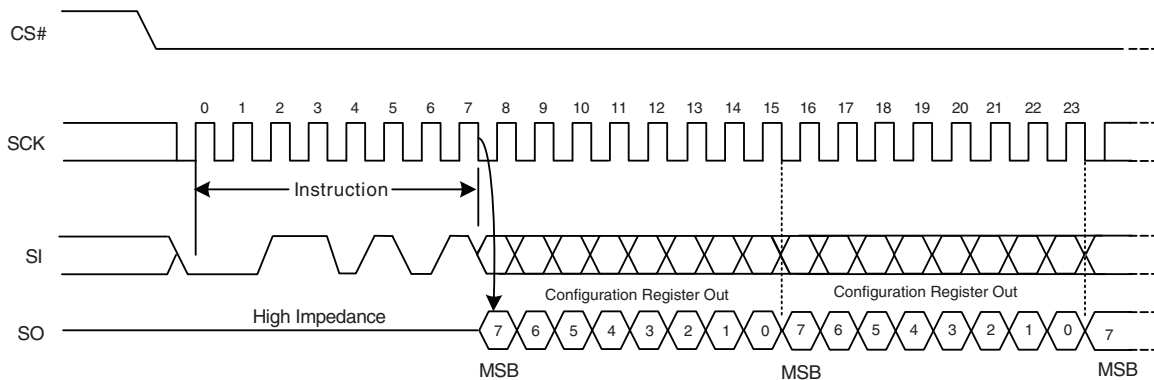 CS#
0 1 2 3 4 5 6 7 8 9 10 11 12 13 14 15 16 17 18 19 20 21 22 23
SCK
Instruction
SI
Configuration Register Out Configuration Register Out
High Impedance
SO
7 6 5 4 3 2 1 0 7 6 5 4 3 2 1 0 7
MSB MSB MSB